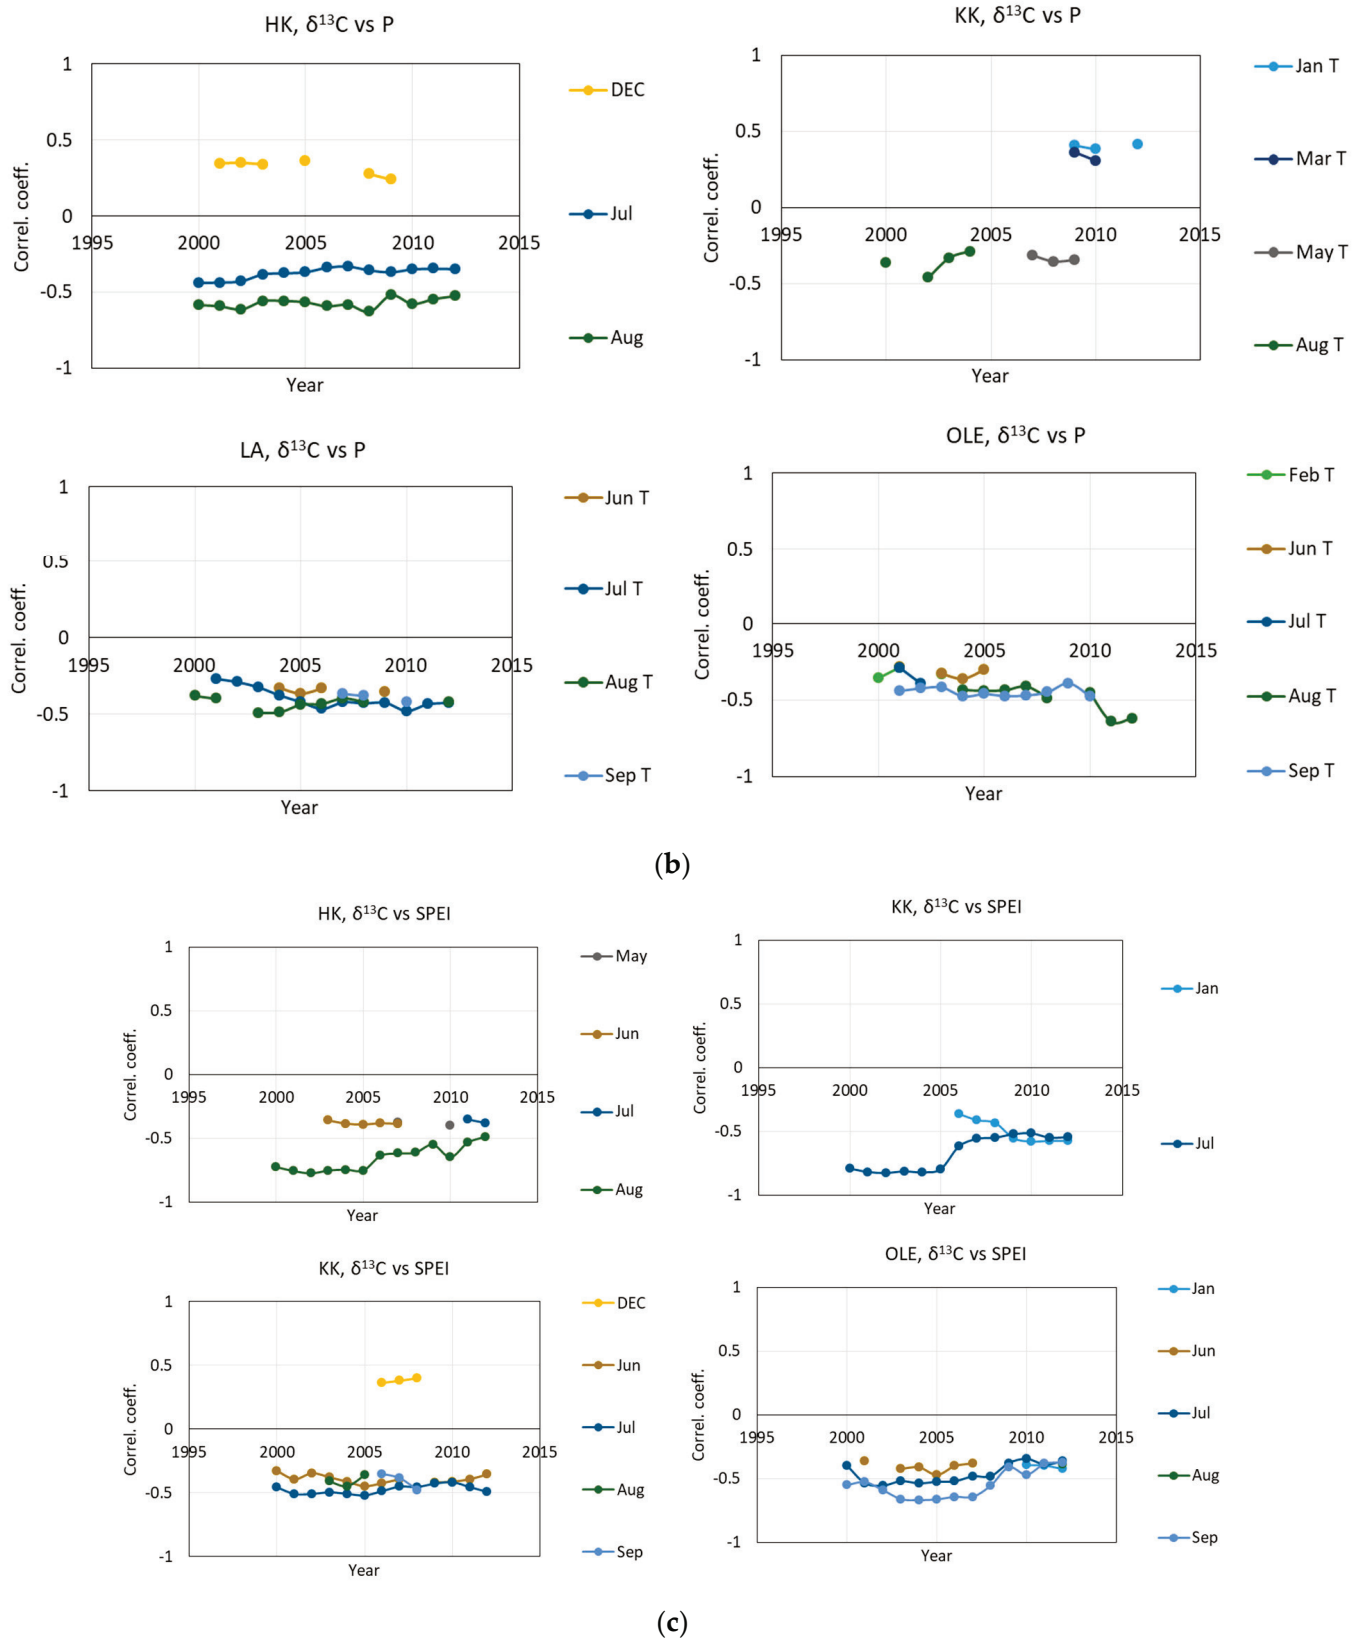 HK, δ¹³C vs P
1
0.5
0
-0.5
-1
1995
2000
2005
2010
2015
Correl. coeff.
Year
DEC
Jul
Aug
KK, δ¹³C vs P
1
0.5
0
-0.5
-1
1995
2000
2005
2010
2015
Correl. coeff.
Year
Jan T
Mar T
May T
Aug T
LA, δ¹³C vs P
1
0.5
0
-0.5
-1
1995
2000
2005
2010
2015
Correl. coeff.
Year
Jun T
Jul T
Aug T
Sep T
OLE, δ¹³C vs P
1
0.5
0
-0.5
-1
1995
2000
2005
2010
2015
Correl. coeff.
Year
Feb T
Jun T
Jul T
Aug T
Sep T
(b)
HK, δ¹³C vs SPEI
1
0.5
0
-0.5
-1
1995
2000
2005
2010
2015
Correl. coeff.
Year
May
Jun
Jul
Aug
KK, δ¹³C vs SPEI
1
0.5
0
-0.5
-1
1995
2000
2005
2010
2015
Correl. coeff.
Year
Jan
Jul
KK, δ¹³C vs SPEI
1
0.5
0
-0.5
-1
1995
2000
2005
2010
2015
Correl. coeff.
Year
DEC
Jun
Jul
Aug
Sep
OLE, δ¹³C vs SPEI
1
0.5
0
-0.5
-1
1995
2000
2005
2010
2015
Correl. coeff.
Year
Jan
Jun
Jul
Aug
Sep
(c)